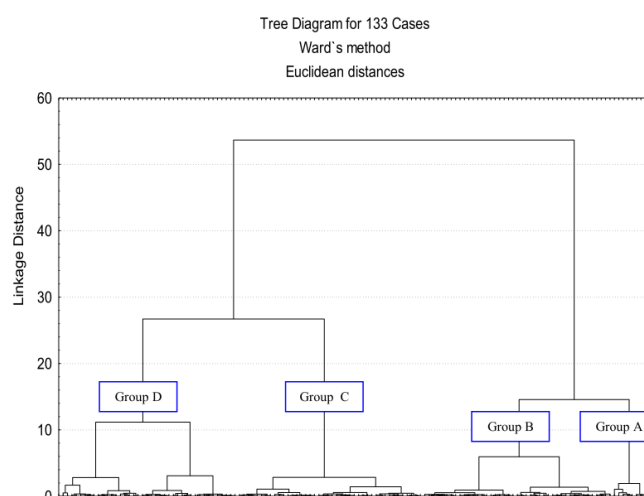 Tree Diagram for 133 Cases
Ward`s method
Euclidean distances
60
50
40
30
20
10
0
Linkage Distance
Group D
Group C
Group B
Group A